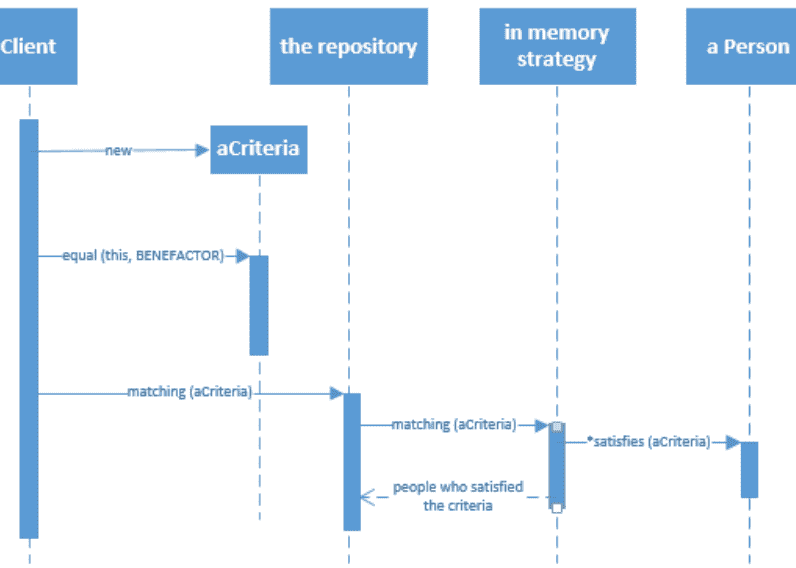 Client
the repository
in memory
strategy
a Person
new
aCriteria
equal (this, BENEFACTOR)
matching (aCriteria)
matching (aCriteria)
*satisfies (aCriteria)
people who satisfied
the criteria